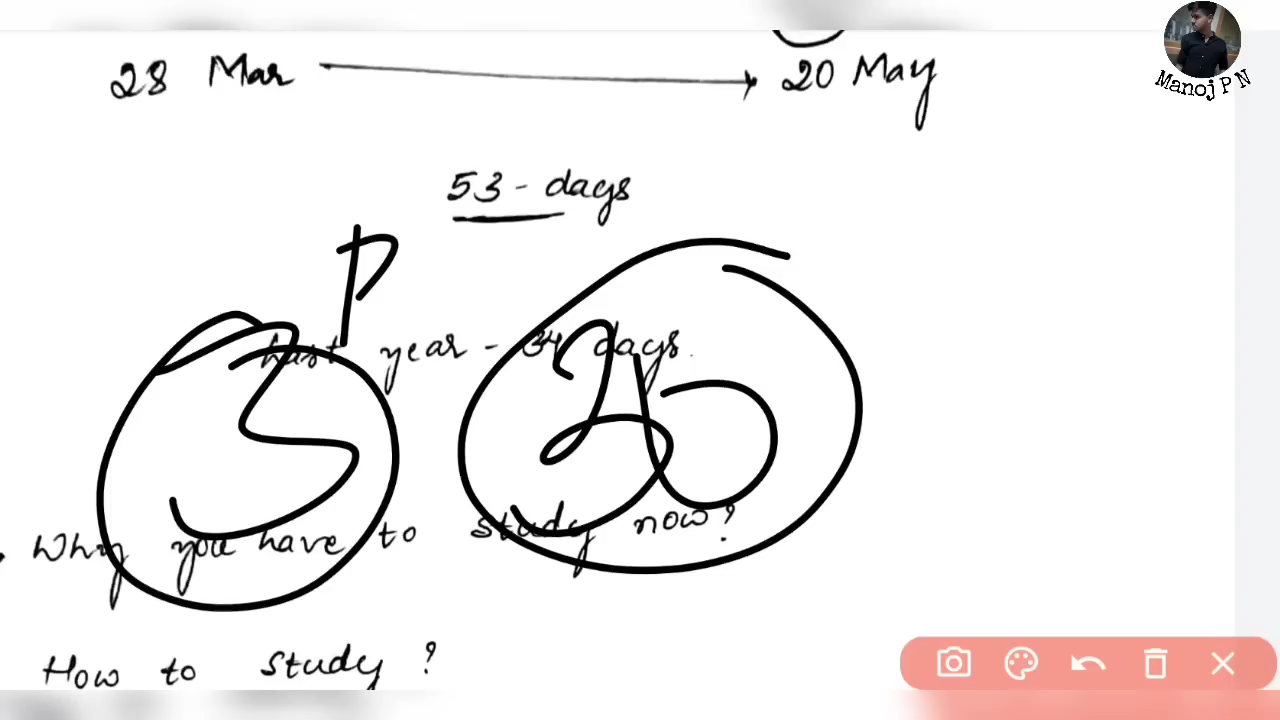 28 Mar 20 May
Manoj P N
53 - days
P
Last year - 34 days.
3
Why you have to study now?
How to study ?